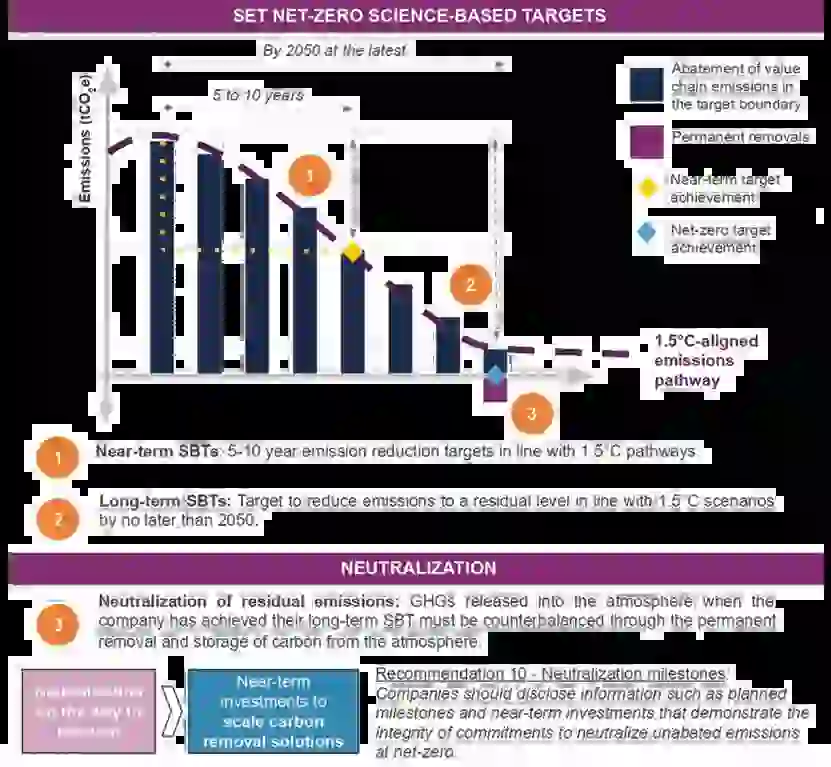 SET NET-ZERO SCIENCE-BASED TARGETS
By 2050 at the latest
5 to 10 years
Emissions (tCO2e)
Abatement of value
chain emissions in
the target boundary
Permanent removals
Near-term target
achievement
Net-zero target
achievement
1
2
3
1.5°C-aligned
emissions
pathway
1
Near-term SBTs: 5-10 year emission reduction targets in line with 1.5°C pathways
2
Long-term SBTs: Target to reduce emissions to a residual level in line with 1.5°C scenarios
by no later than 2050.
NEUTRALIZATION
3
Neutralization of residual emissions: GHGs released into the atmosphere when the
company has achieved their long-term SBT must be counterbalanced through the permanent
removal and storage of carbon from the atmosphere.
Near-term
investments to
scale carbon
removal solutions
Recommendation 10 - Neutralization milestones:
Companies should disclose information such as planned
milestones and near-term investments that demonstrate the
integrity of commitments to neutralize unabated emissions
at net-zero.